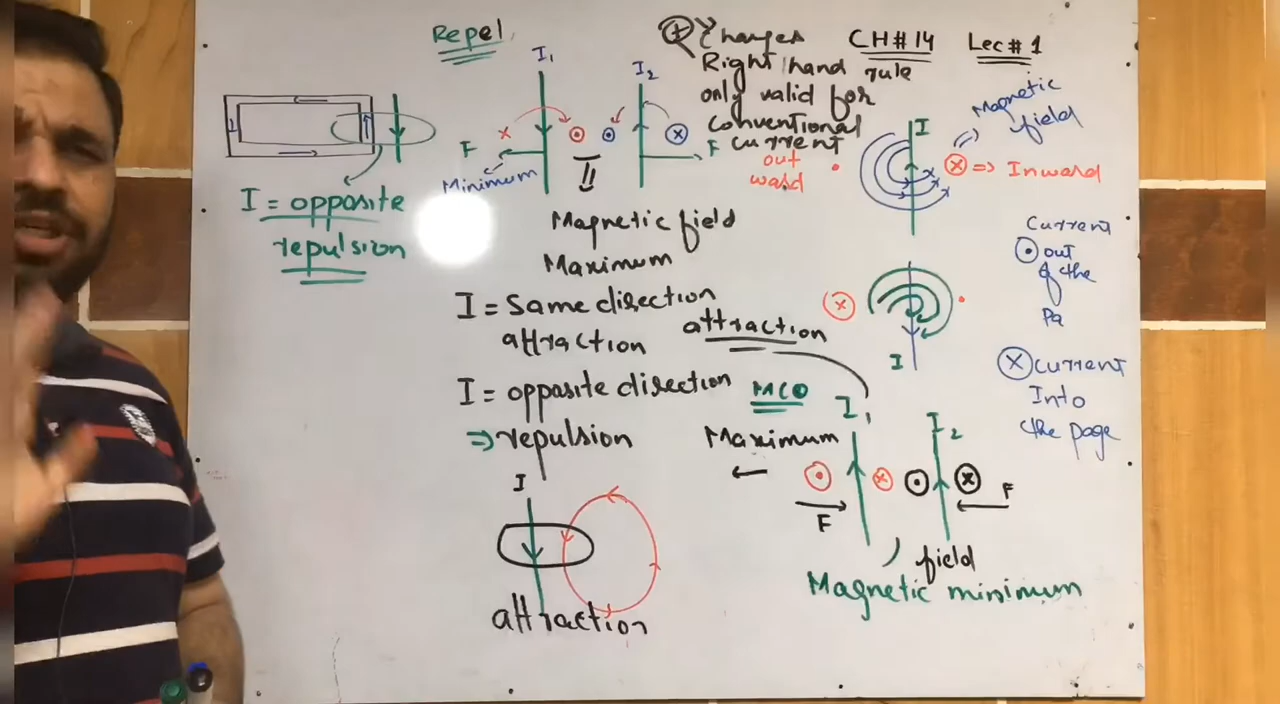 Repel
I1
I2
F
F
Minimum
II
Magnetic field
Maximum
I
I = opposite
repulsion
+ Charges
Right hand rule
only valid for
conventional
current
CH# 14
Lec# 1
out
ward
I
Magnetic
field
⊗ => Inward
I
Current
⊙ out
of the
Pa
⊗ Current
Into
the page
I = Same direction
attraction
attraction
I = opposite direction
=> repulsion
MCQ
I
attraction
I1
I2
Maximum
F
F
field
Magnetic minimum